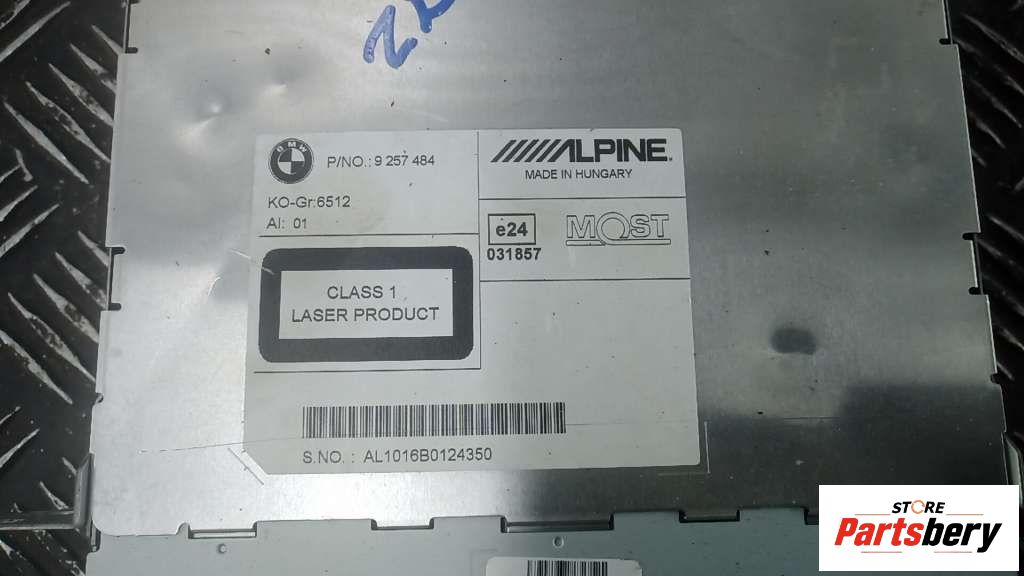 BMW
P/NO.: 9 257 484
KO-Gr:6512
AI: 01
ALPINE
MADE IN HUNGARY
e24
031857
MOST
CLASS 1
LASER PRODUCT
S.NO. : AL1016B0124350
STORE
Partsbery